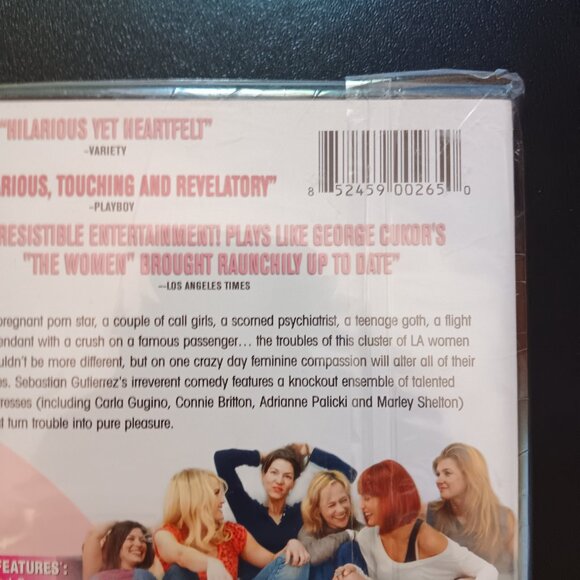 "HILARIOUS YET HEARTFELT"
–VARIETY
ARIOUS, TOUCHING AND REVELATORY"
–PLAYBOY
RESISTIBLE ENTERTAINMENT! PLAYS LIKE GEORGE CUKOR'S
"THE WOMEN" BROUGHT RAUNCHILY UP TO DATE"
—LOS ANGELES TIMES
8 52459 00265 0
pregnant porn star, a couple of call girls, a scorned psychiatrist, a teenage goth, a flight
endant with a crush on a famous passenger… the troubles of this cluster of LA women
uldn't be more different, but on one crazy day feminine compassion will alter all of their
es. Sebastian Gutierrez's irreverent comedy features a knockout ensemble of talented
resses (including Carla Gugino, Connie Britton, Adrianne Palicki and Marley Shelton)
t turn trouble into pure pleasure.
FEATURES*: